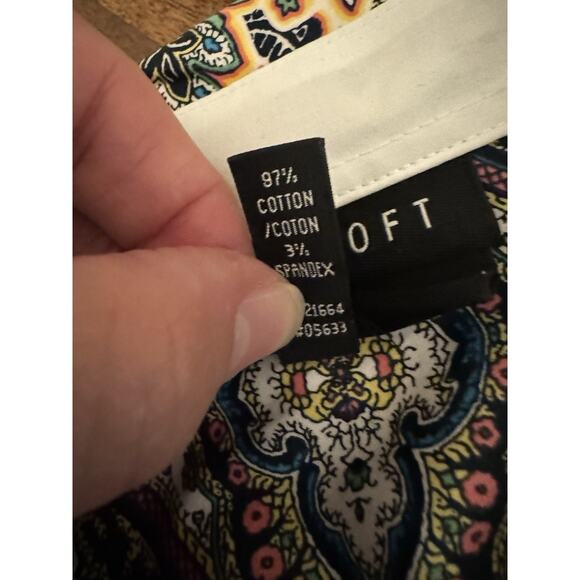 97%
COTTON
/COTON
3%
SPANDEX
21664
#05633
OFT